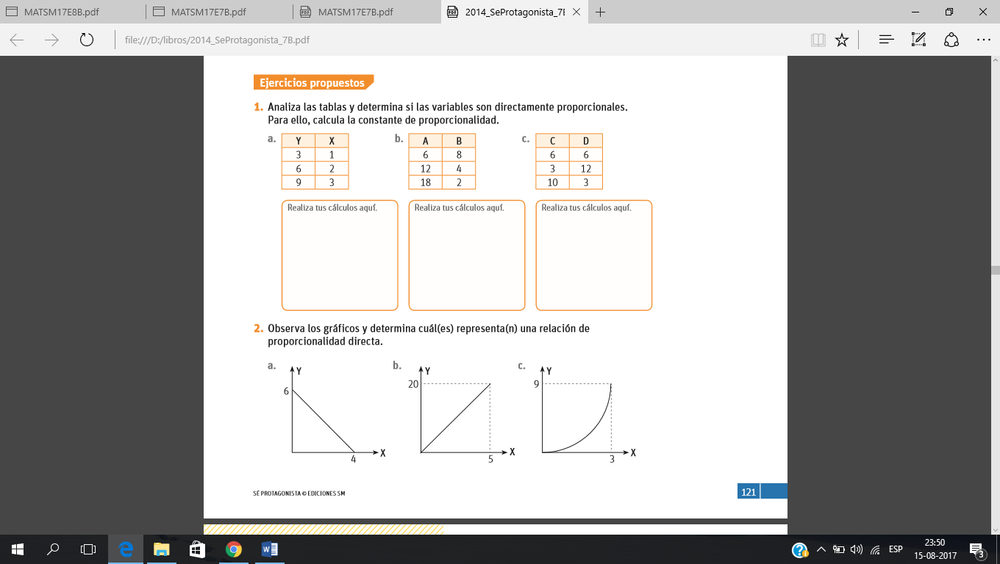 MATSM17E8B.pdf
MATSM17E7B.pdf
MATSM17E7B.pdf
2014_SeProtagonista_7
file:///D:/libros/2014_SeProtagonista_7B.pdf
Ejercicios propuestos
1. Analiza las tablas y determina si las variables son directamente proporcionales.
Para ello, calcula la constante de proporcionalidad.
a. Y X
3 1
6 2
9 3
b. A B
6 8
12 4
18 2
c. C D
6 6
3 12
10 3
Realiza tus cálculos aquí.
Realiza tus cálculos aquí.
Realiza tus cálculos aquí.
2. Observa los gráficos y determina cuál(es) representa(n) una relación de
proporcionalidad directa.
a. Y
6
4
X
b. Y
20
5
X
c. Y
9
3
X
SÉ PROTAGONISTA © EDICIONES SM
121
ESP
23:50
15-08-2017
3